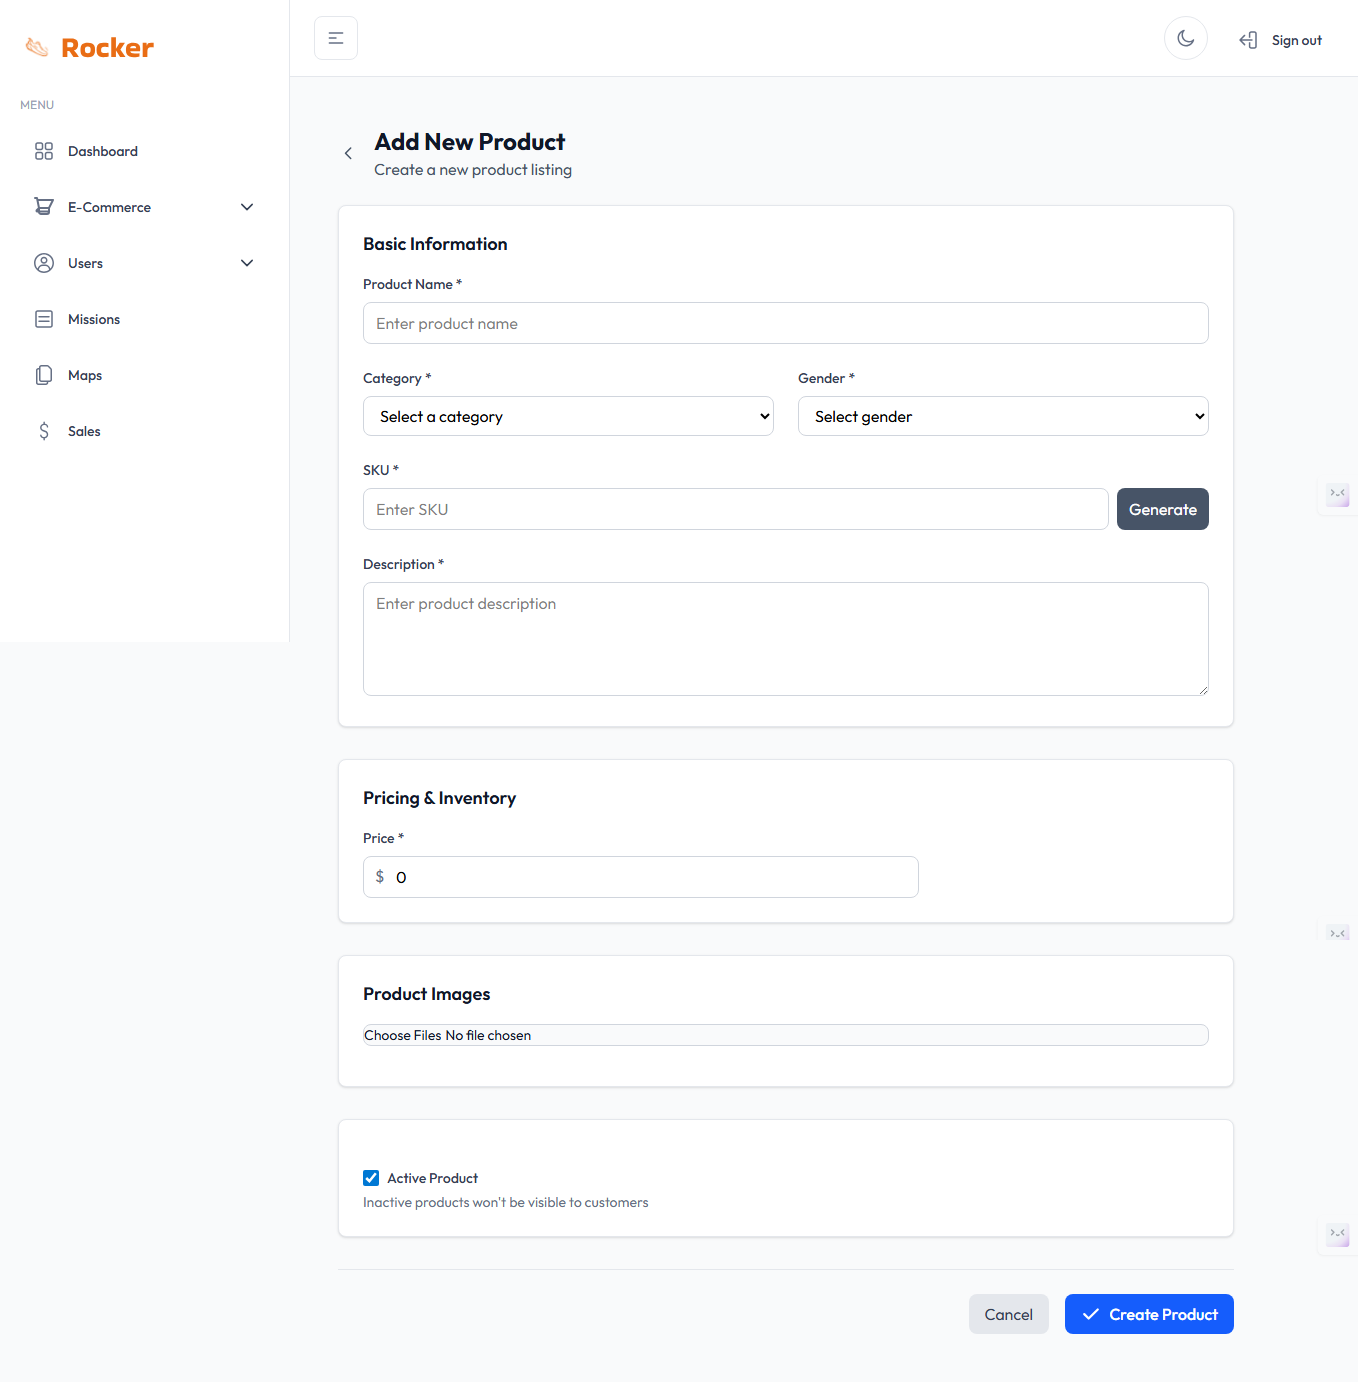 Rocker
Sign out
MENU
Dashboard
E-Commerce
Users
Missions
Maps
Sales
Add New Product
Create a new product listing
Basic Information
Product Name *
Enter product name
Category *
Gender *
Select a category
Select gender
SKU *
Enter SKU
Generate
Description *
Enter product description
Pricing & Inventory
Price *
$ 0
Product Images
Choose Files No file chosen
Active Product
Inactive products won't be visible to customers
Cancel
Create Product